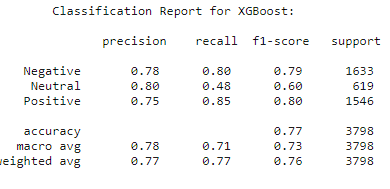 Classification Report for XGBoost:
precision recall f1-score support
Negative 0.78 0.80 0.79 1633
Neutral 0.80 0.48 0.60 619
Positive 0.75 0.85 0.80 1546
accuracy 0.77 3798
macro avg 0.78 0.71 0.73 3798
weighted avg 0.77 0.77 0.76 3798